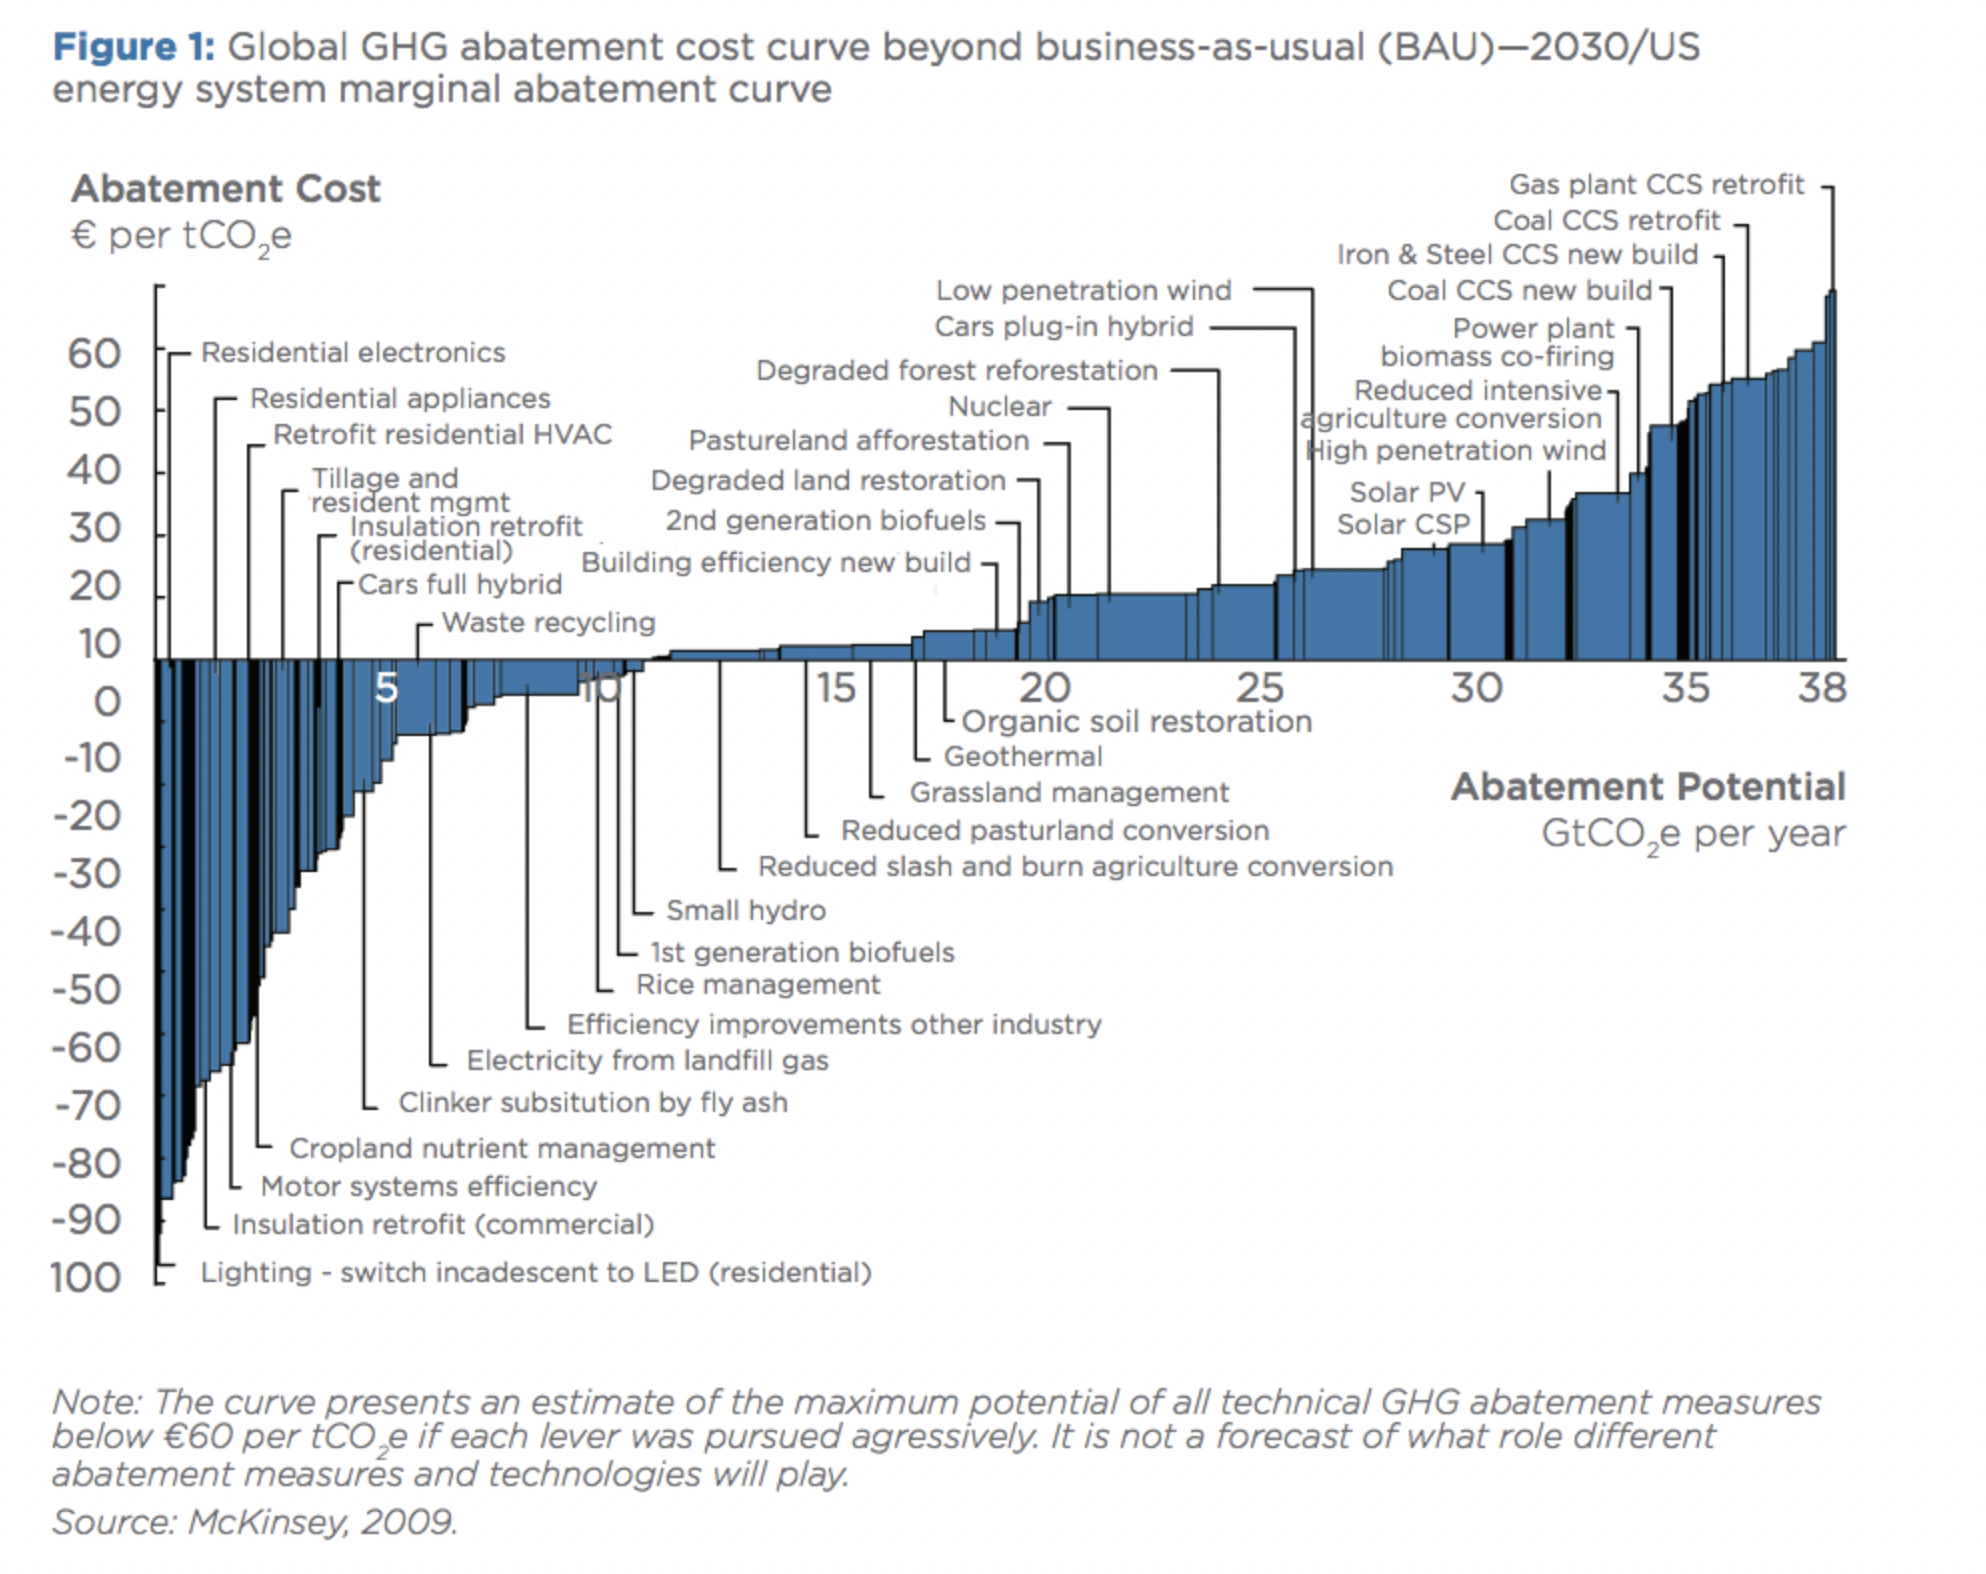 Figure 1: Global GHG abatement cost curve beyond business-as-usual (BAU)—2030/US
energy system marginal abatement curve
Abatement Cost
€ per tCO2e
Gas plant CCS retrofit
Coal CCS retrofit
Iron & Steel CCS new build
Coal CCS new build
Low penetration wind
Cars plug-in hybrid
Power plant
biomass co-firing
Degraded forest reforestation
Reduced intensive
agriculture conversion
Nuclear
High penetration wind
Pastureland afforestation
Degraded land restoration
Solar PV
2nd generation biofuels
Solar CSP
Building efficiency new build
Residential electronics
Residential appliances
Retrofit residential HVAC
Tillage and
resident mgmt
Insulation retrofit
(residential)
Cars full hybrid
Waste recycling
60
50
40
30
20
10
0
-10
-20
-30
-40
-50
-60
-70
-80
-90
100
5
10
15
20
25
30
35
38
Organic soil restoration
Geothermal
Grassland management
Reduced pasturland conversion
Reduced slash and burn agriculture conversion
Small hydro
1st generation biofuels
Rice management
Efficiency improvements other industry
Electricity from landfill gas
Clinker subsitution by fly ash
Cropland nutrient management
Motor systems efficiency
Insulation retrofit (commercial)
Lighting - switch incadescent to LED (residential)
Abatement Potential
GtCO2e per year
Note: The curve presents an estimate of the maximum potential of all technical GHG abatement measures
below €60 per tCO2e if each lever was pursued agressively. It is not a forecast of what role different
abatement measures and technologies will play.
Source: McKinsey, 2009.